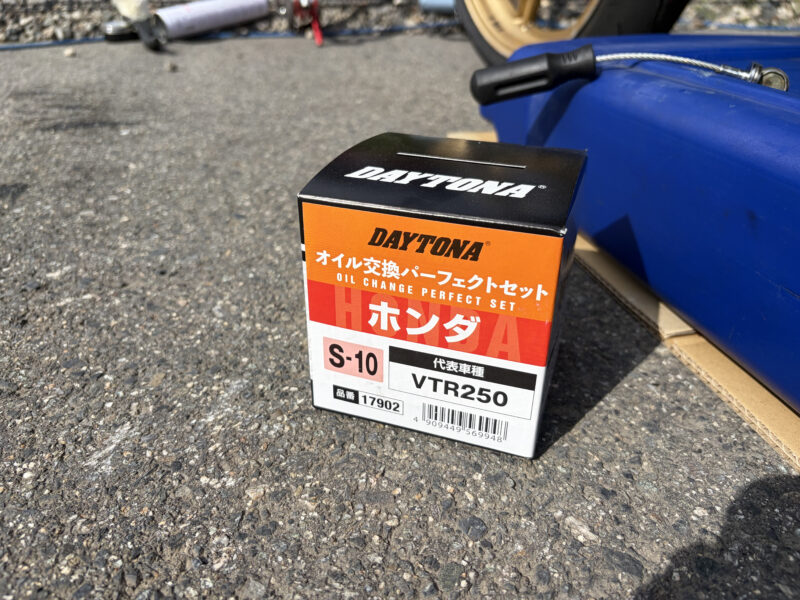 DAYTONA®
DAYTONA®
オイル交換パーフェクトセット
OIL CHANGE PERFECT SET
HONDA
ホンダ
S-10
代表車種
VTR250
品番 17902
4 909449 569948